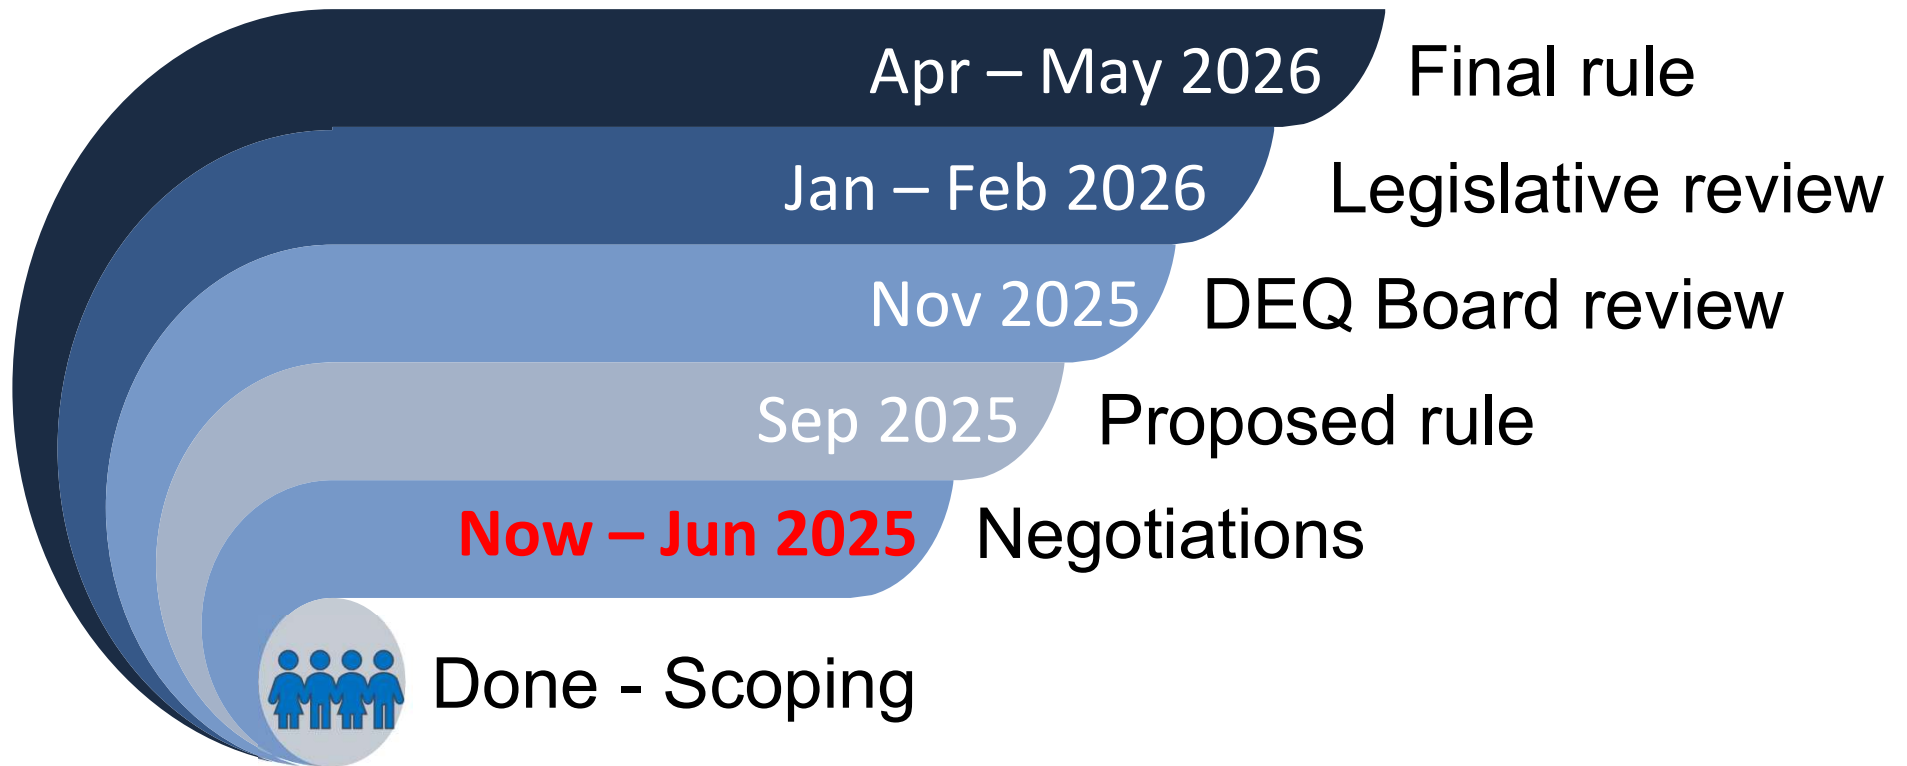 Apr – May 2026 Final rule
Jan – Feb 2026 Legislative review
Nov 2025 DEQ Board review
Sep 2025 Proposed rule
Now – Jun 2025 Negotiations
Done - Scoping